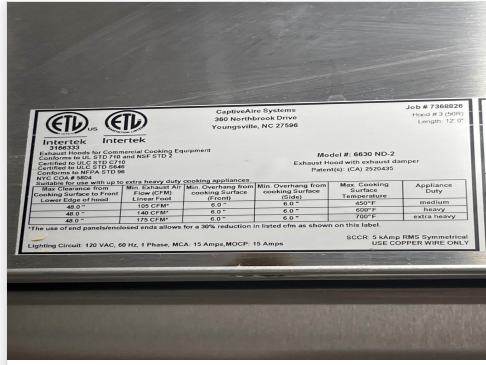 ETL US ETL
Intertek Intertek
3166333
Exhaust Hoods for Commercial Cooking Equipment
Conforms to UL STD 710 and NSF STD 2
Certified to ULC STD C710
Certified to ULC STD S646
Conforms to NFPA STD 96
NYC COA# 5804
Suitable for use with up to extra heavy duty cooking appliances.
CaptiveAire Systems
360 Northbrook Drive
Youngsville, NC 27596
Job # 7368826
Hood # 3 (50R)
Length: 12' 0"
Model #: 6630 ND-2
Exhaust Hood with exhaust damper
Patent(s): (CA) 2520435
Max Clearance from Cooking Surface to Front Lower Edge of hood Min. Exhaust Air Flow (CFM) Linear Foot Min. Overhang from cooking Surface (Front) Min. Overhang from cooking Surface (Side) Max. Cooking Surface Temperature Appliance Duty
48.0 " 105 CFM* 6.0 " 6.0 " 450°F medium
48.0 " 140 CFM* 6.0 " 6.0 " 600°F heavy
48.0 " 175 CFM* 6.0 " 6.0 " 700°F extra heavy
*The use of end panels/enclosed ends allows for a 30% reduction in listed cfm as shown on this label.
Lighting Circuit: 120 VAC, 60 Hz, 1 Phase, MCA: 15 Amps,MOCP: 15 Amps
SCCR: 5 kAmp RMS Symmetrical
USE COPPER WIRE ONLY